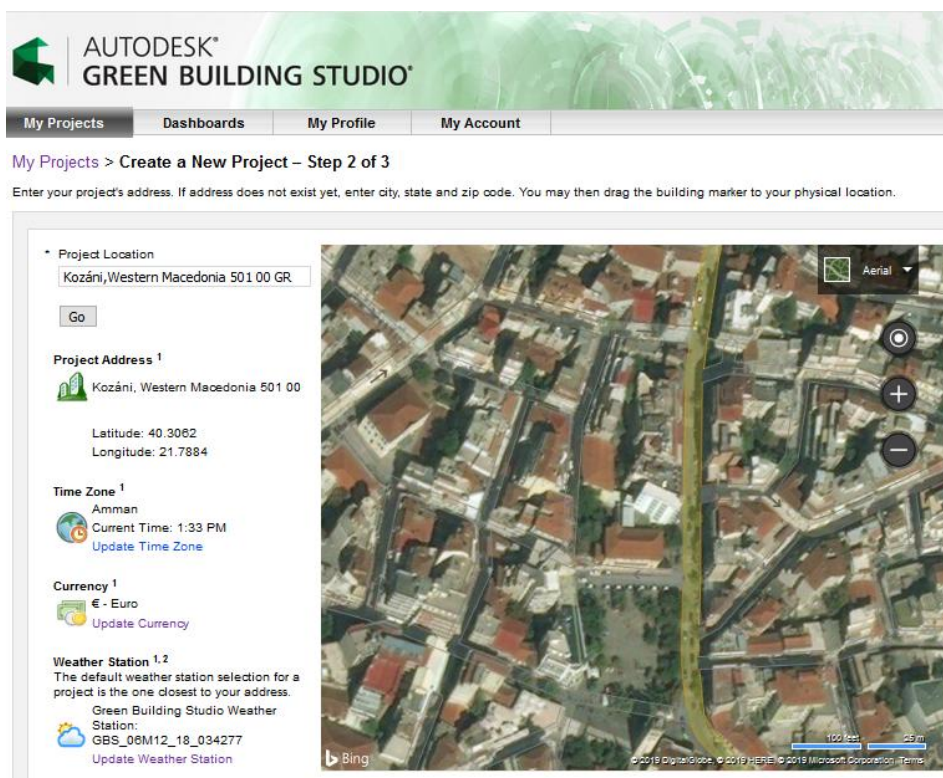 AUTODESK®
GREEN BUILDING STUDIO®
My Projects Dashboards My Profile My Account
My Projects > Create a New Project – Step 2 of 3
Enter your project's address. If address does not exist yet, enter city, state and zip code. You may then drag the building marker to your physical location.
* Project Location
Kozáni,Western Macedonia 501 00 GR
Go
Project Address 1
Kozáni, Western Macedonia 501 00
Latitude: 40.3062
Longitude: 21.7884
Time Zone 1
Amman
Current Time: 1:33 PM
Update Time Zone
Currency 1
€ - Euro
Update Currency
Weather Station 1,2
The default weather station selection for a
project is the one closest to your address.
Green Building Studio Weather
Station:
GBS_06M12_18_034277
Update Weather Station
Aerial
100 feet 25 m
Bing
© 2019 DigitalGlobe, © 2019 HERE, © 2019 Microsoft Corporation Terms